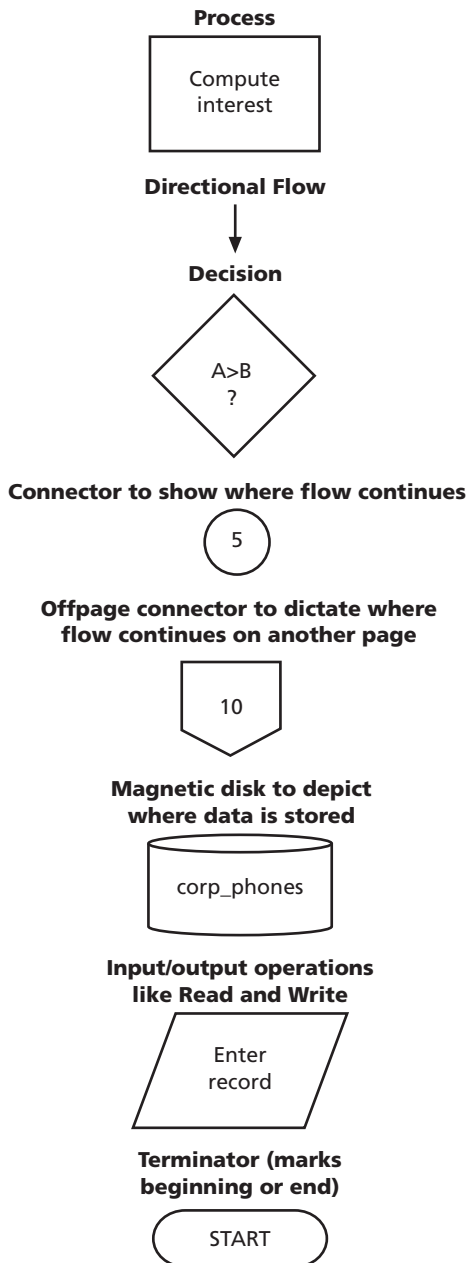 Process
Compute
interest
Directional Flow
Decision
A>B
?
Connector to show where flow continues
5
Offpage connector to dictate where
flow continues on another page
10
Magnetic disk to depict
where data is stored
corp_phones
Input/output operations
like Read and Write
Enter
record
Terminator (marks
beginning or end)
START